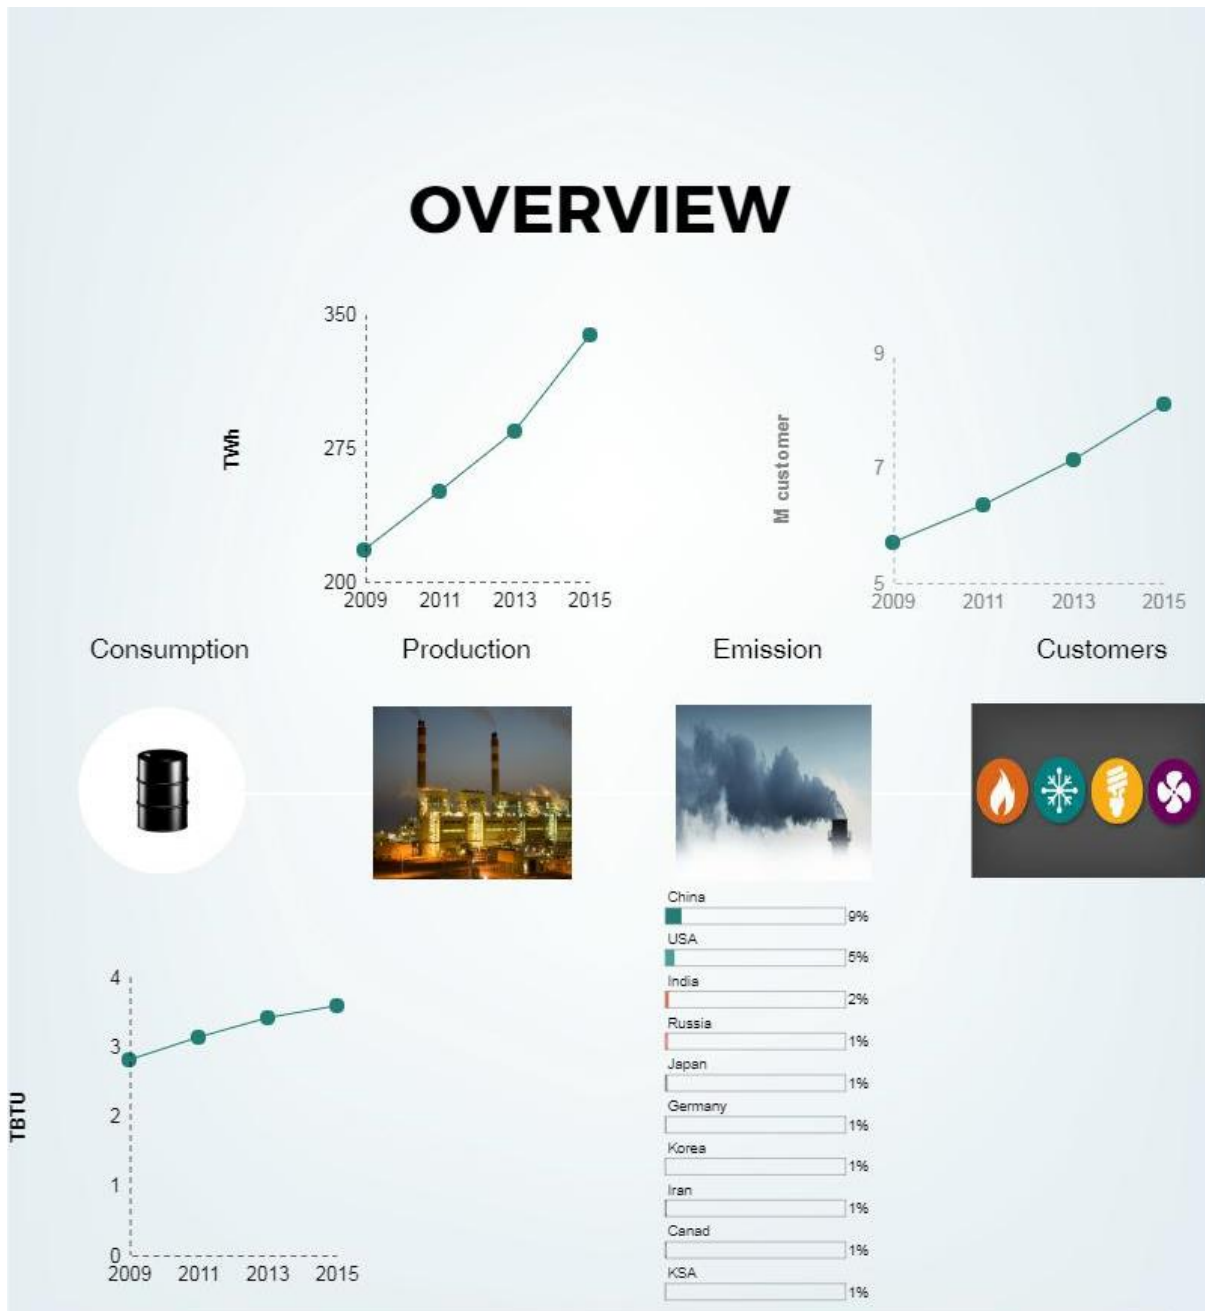 OVERVIEW
350
275
200
TWh
2009 2011 2013 2015
9
7
5
M customer
2009 2011 2013 2015
Consumption
Production
Emission
Customers
4
3
2
1
0
TBTU
2009 2011 2013 2015
China
9%
USA
5%
India
2%
Russia
1%
Japan
1%
Germany
1%
Korea
1%
Iran
1%
Canad
1%
KSA
1%